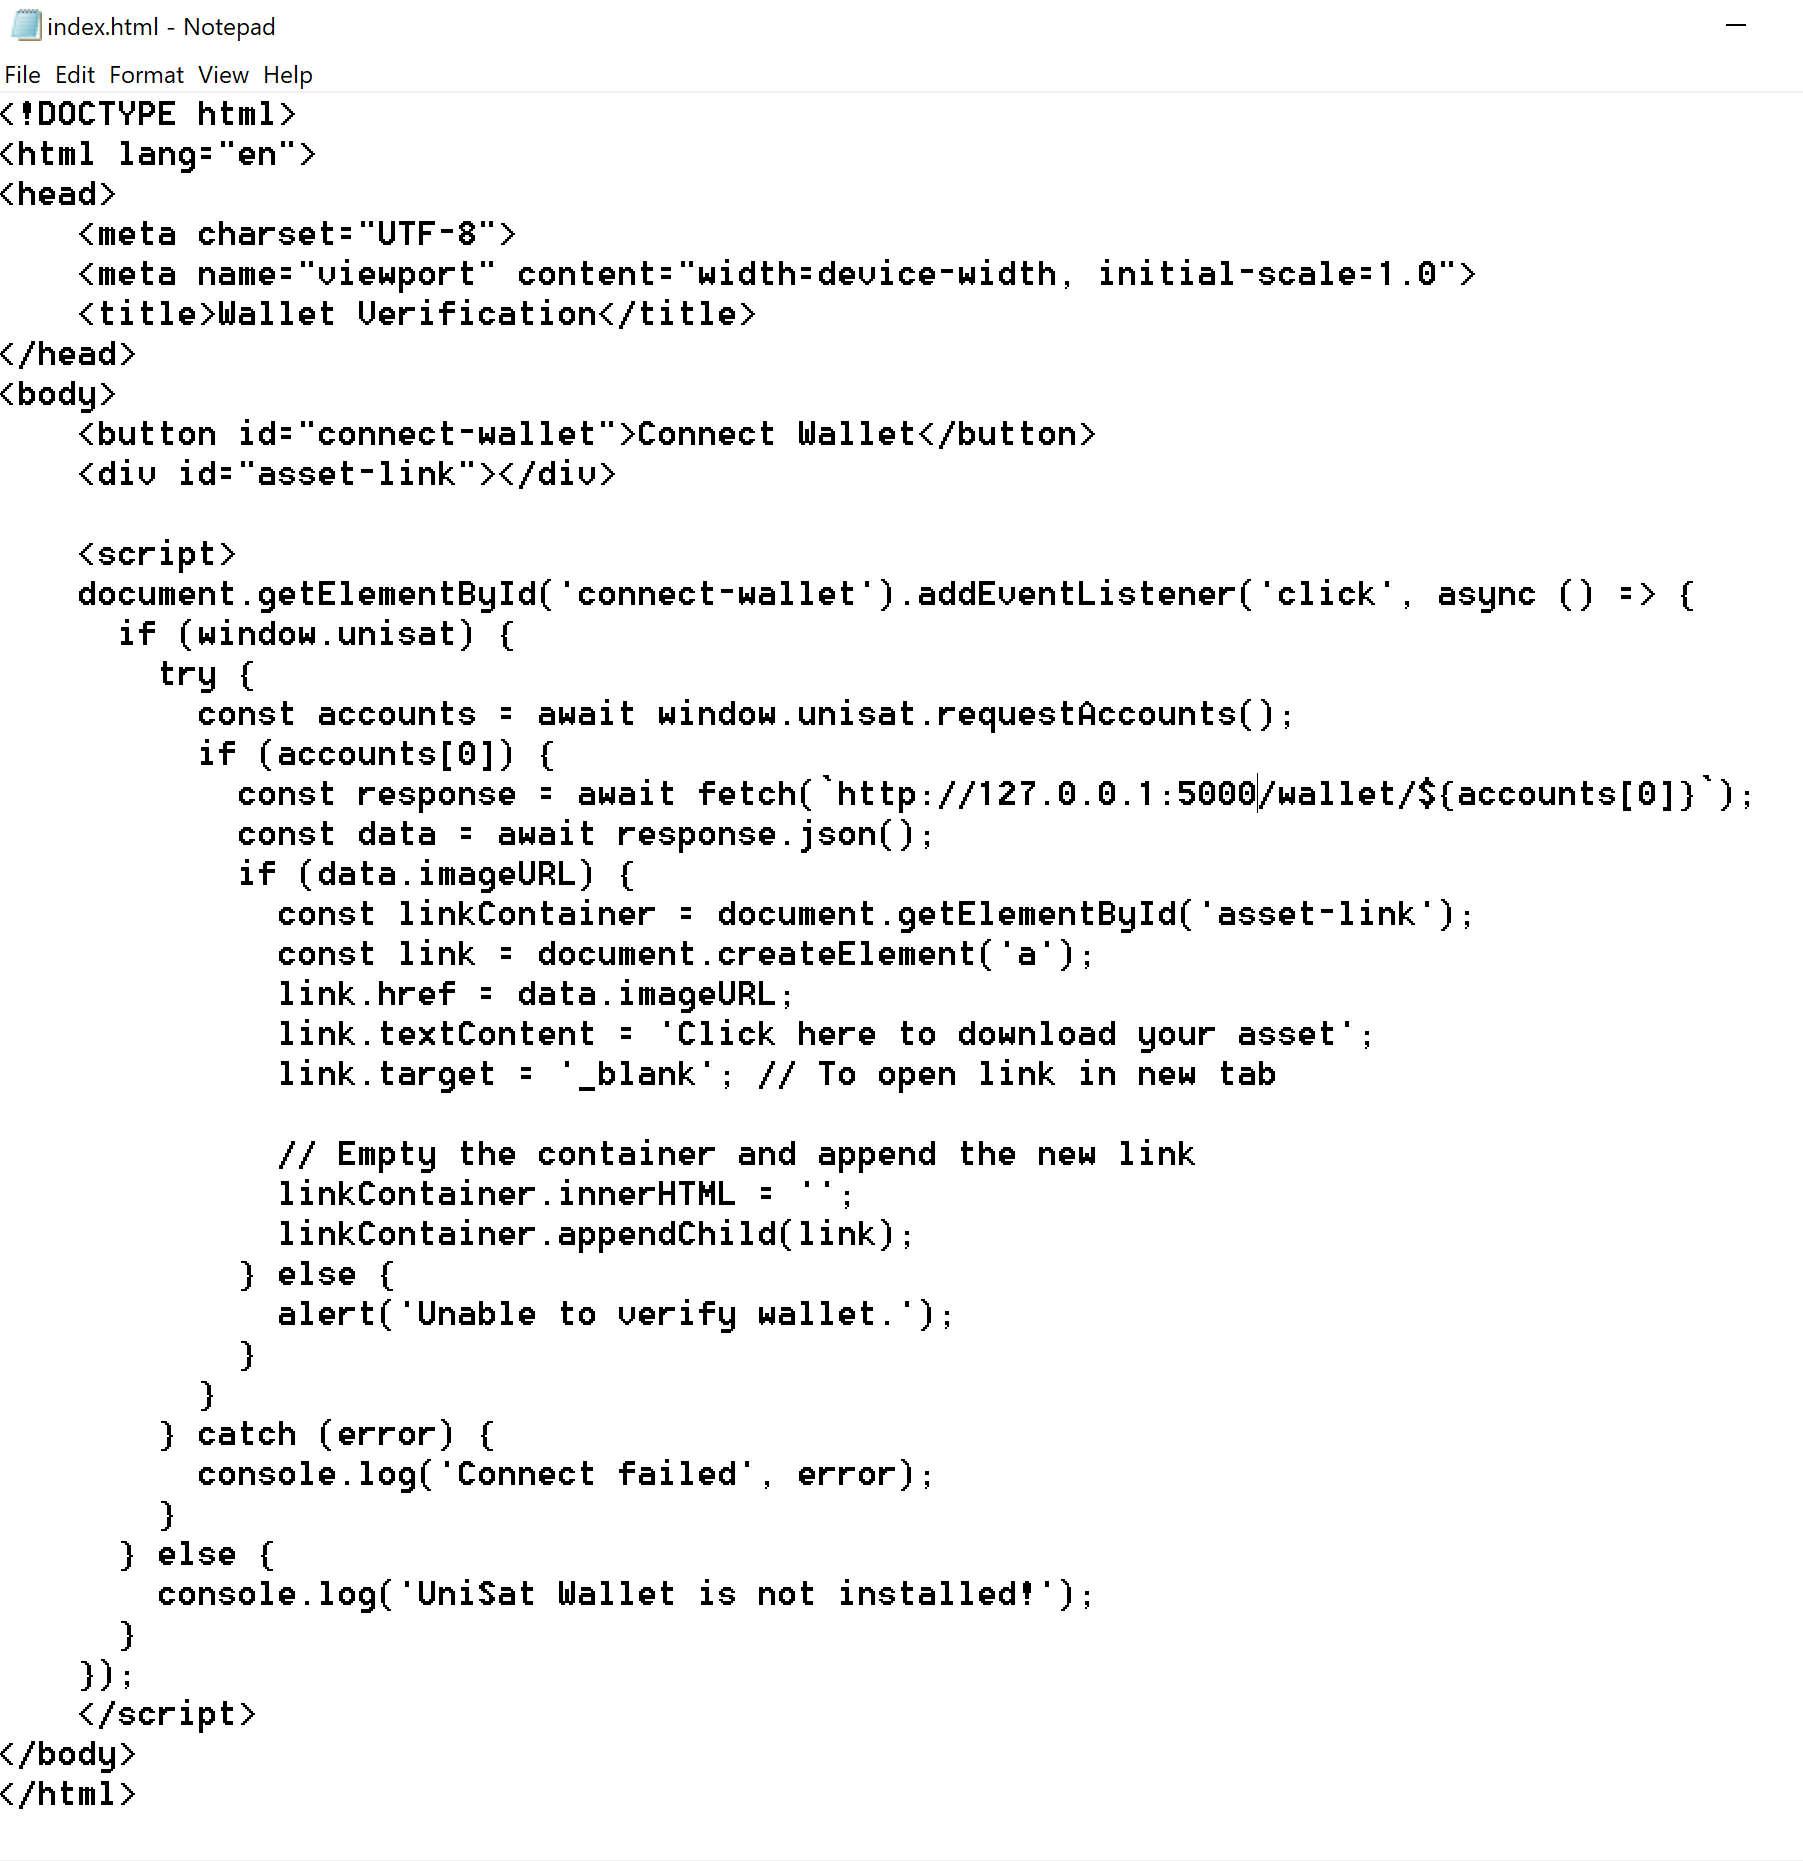 index.html - Notepad
File Edit Format View Help
<!DOCTYPE html>
<html lang="en">
<head>
    <meta charset="UTF-8">
    <meta name="viewport" content="width=device-width, initial-scale=1.0">
    <title>Wallet Verification</title>
</head>
<body>
    <button id="connect-wallet">Connect Wallet</button>
    <div id="asset-link"></div>

    <script>
    document.getElementById('connect-wallet').addEventListener('click', async () => {
      if (window.unisat) {
        try {
          const accounts = await window.unisat.requestAccounts();
          if (accounts[0]) {
            const response = await fetch(`http://127.0.0.1:5000/wallet/${accounts[0]}`);
            const data = await response.json();
            if (data.imageURL) {
              const linkContainer = document.getElementById('asset-link');
              const link = document.createElement('a');
              link.href = data.imageURL;
              link.textContent = 'Click here to download your asset';
              link.target = '_blank'; // To open link in new tab

              // Empty the container and append the new link
              linkContainer.innerHTML = '';
              linkContainer.appendChild(link);
            } else {
              alert('Unable to verify wallet.');
            }
          }
        } catch (error) {
          console.log('Connect failed', error);
        }
      } else {
        console.log('UniSat Wallet is not installed!');
      }
    });
    </script>
</body>
</html>